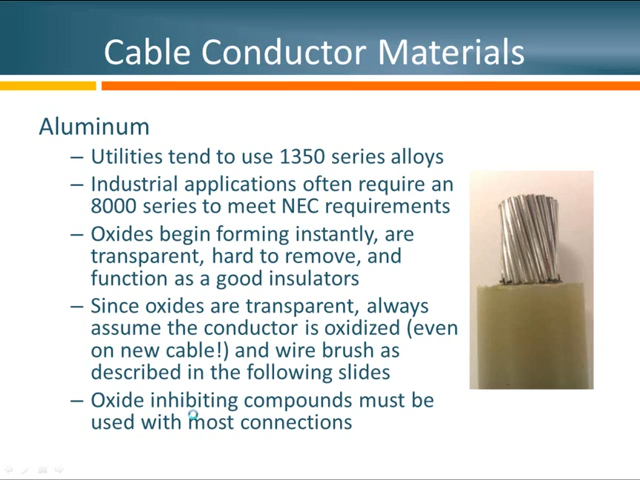 Cable Conductor Materials
Aluminum
– Utilities tend to use 1350 series alloys
– Industrial applications often require an
8000 series to meet NEC requirements
– Oxides begin forming instantly, are
transparent, hard to remove, and
function as a good insulators
– Since oxides are transparent, always
assume the conductor is oxidized (even
on new cable!) and wire brush as
described in the following slides
– Oxide inhibiting compounds must be
used with most connections